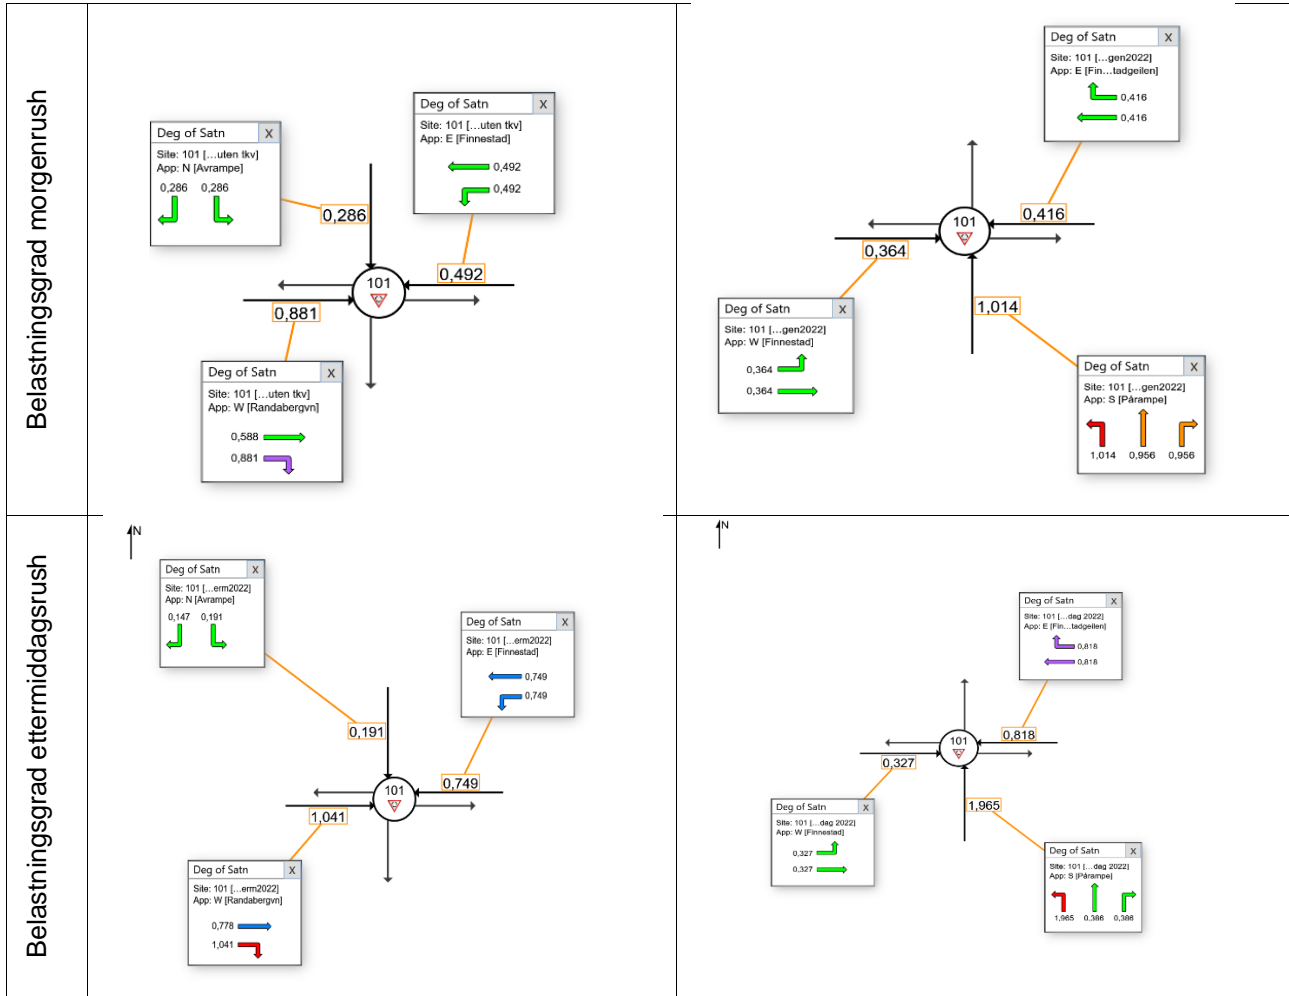 Belastningsgrad morgenrush
Deg of Satn X
Site: 101 [...uten tkv]
App: N [Avrampe]
0,286 0,286
0,286
Deg of Satn X
Site: 101 [...uten tkv]
App: E [Finnestad]
0,492
0,492
0,492
101
0,881
Deg of Satn X
Site: 101 [...uten tkv]
App: W [Randabergvn]
0,588
0,881
Deg of Satn X
Site: 101 [...gen2022]
App: E [Fin...tadgeilen]
0,416
0,416
0,416
101
0,364
Deg of Satn X
Site: 101 [...gen2022]
App: W [Finnestad]
0,364
0,364
1,014
Deg of Satn X
Site: 101 [...gen2022]
App: S [Pårampe]
1,014 0,956 0,956
Belastningsgrad ettermiddagsrush
N
Deg of Satn X
Site: 101 [...erm2022]
App: N [Avrampe]
0,147 0,191
0,191
Deg of Satn X
Site: 101 [...erm2022]
App: E [Finnestad]
0,749
0,749
0,749
101
1,041
Deg of Satn X
Site: 101 [...erm2022]
App: W [Randabergvn]
0,778
1,041
N
Deg of Satn X
Site: 101 [...dag 2022]
App: E [Fin...tadgeilen]
0,818
0,818
0,818
101
0,327
Deg of Satn X
Site: 101 [...dag 2022]
App: W [Finnestad]
0,327
0,327
1,965
Deg of Satn X
Site: 101 [...dag 2022]
App: S [Pårampe]
1,965 0,386 0,386